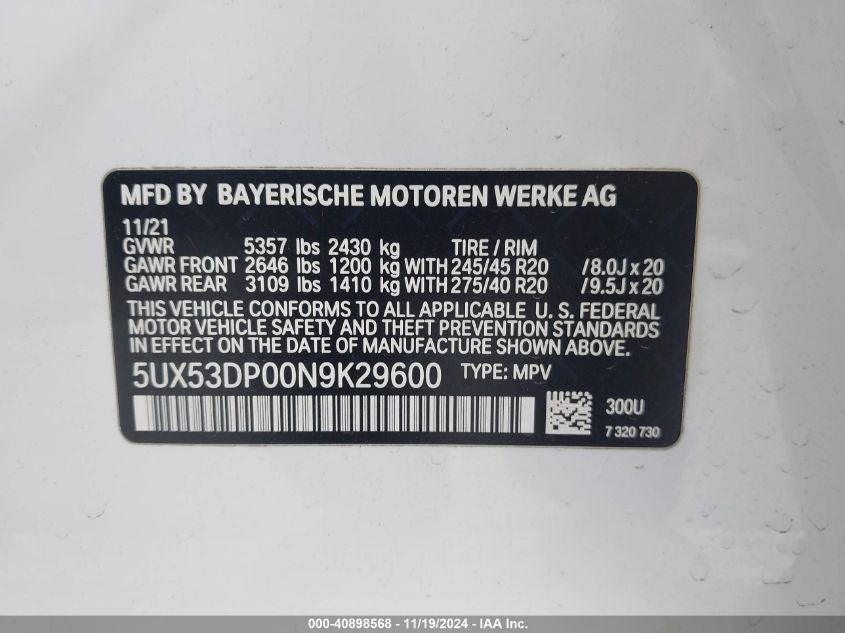 MFD BY BAYERISCHE MOTOREN WERKE AG
11/21
GVWR 5357 lbs 2430 kg TIRE / RIM
GAWR FRONT 2646 lbs 1200 kg WITH 245/45 R20 /8.0J x 20
GAWR REAR 3109 lbs 1410 kg WITH 275/40 R20 /9.5J x 20
THIS VEHICLE CONFORMS TO ALL APPLICABLE U. S. FEDERAL
MOTOR VEHICLE SAFETY AND THEFT PREVENTION STANDARDS
IN EFFECT ON THE DATE OF MANUFACTURE SHOWN ABOVE.
5UX53DP00N9K29600 TYPE: MPV
300U
7 320 730
000-40898568 - 11/19/2024 - IAA Inc.